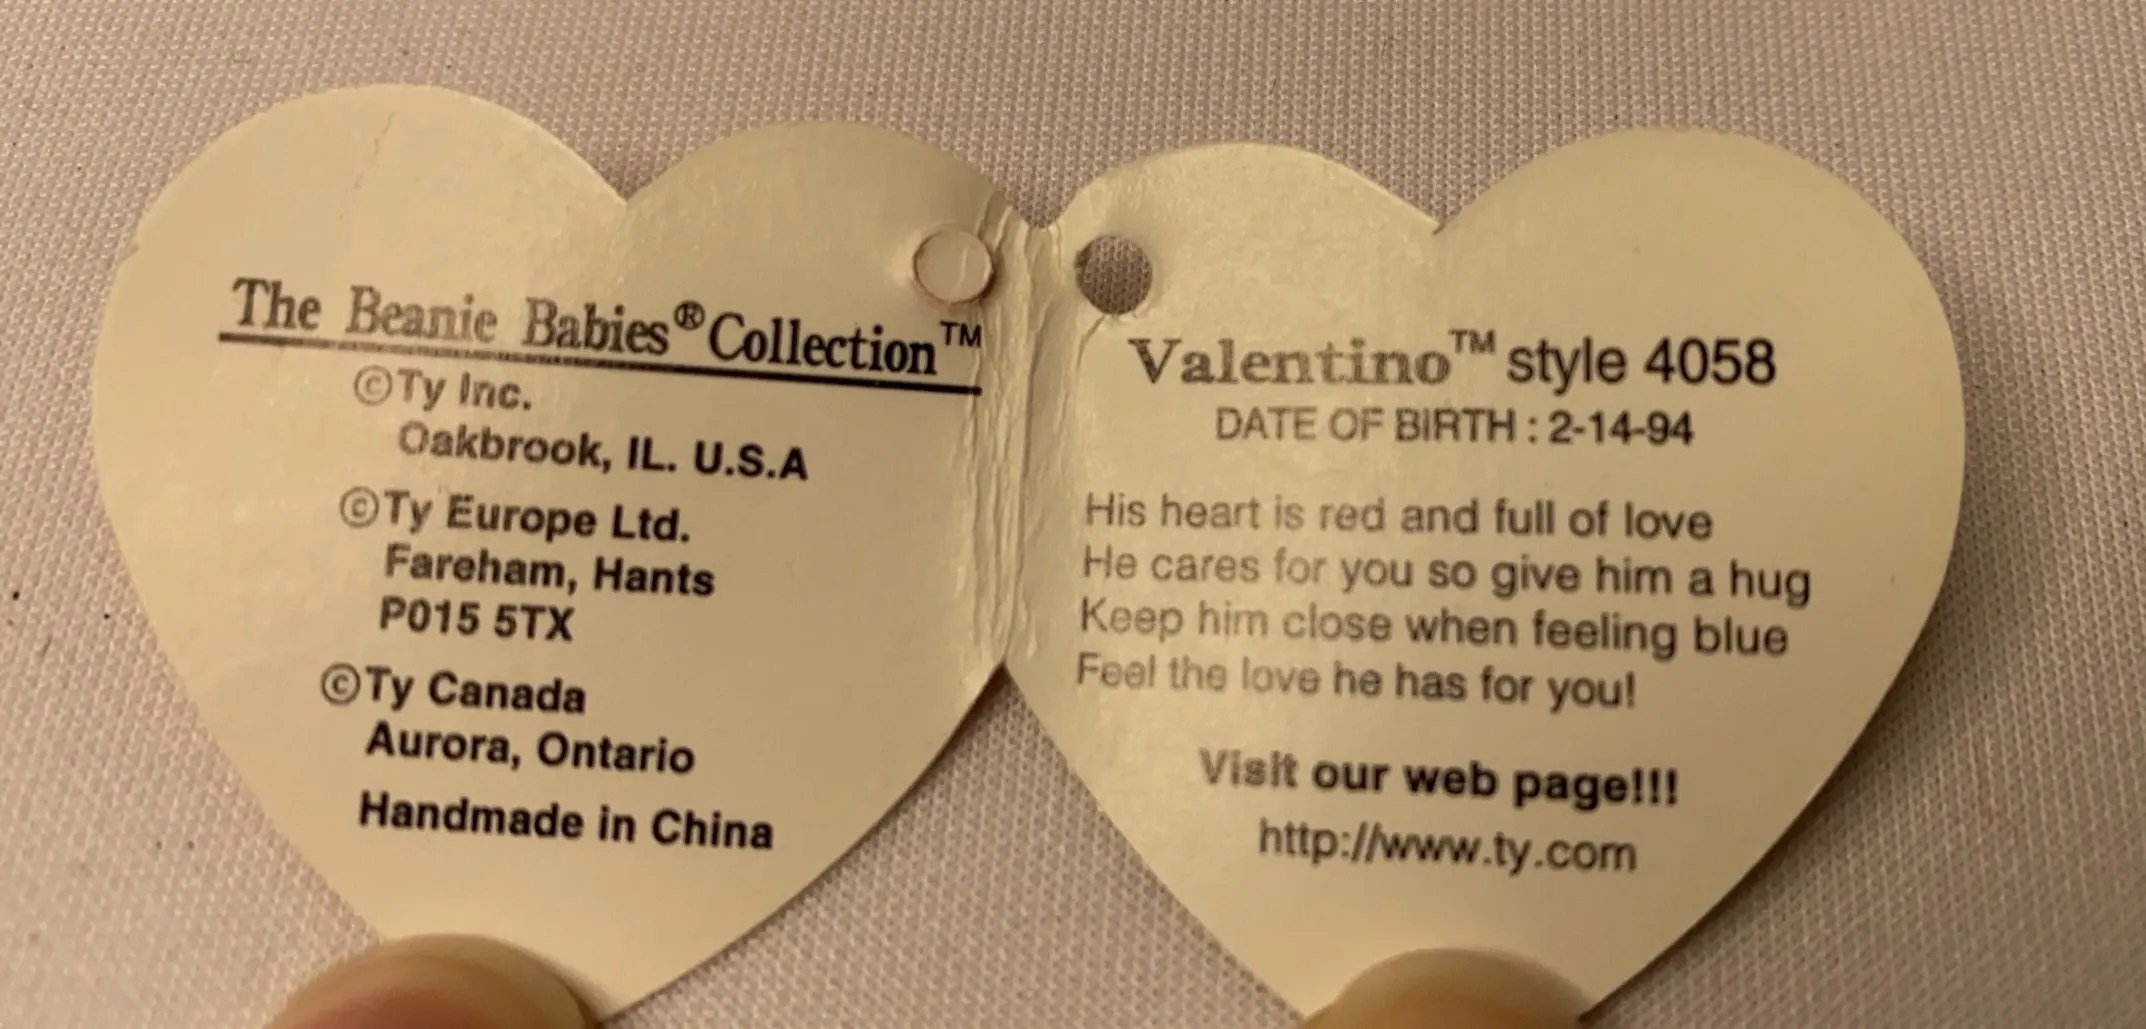 The Beanie Babies®Collection™
©Ty Inc.
Oakbrook, IL. U.S.A
©Ty Europe Ltd.
Fareham, Hants
P015 5TX
©Ty Canada
Aurora, Ontario
Handmade in China
Valentino™ style 4058
DATE OF BIRTH : 2-14-94
His heart is red and full of love
He cares for you so give him a hug
Keep him close when feeling blue
Feel the love he has for you!
Visit our web page!!!
http://www.ty.com